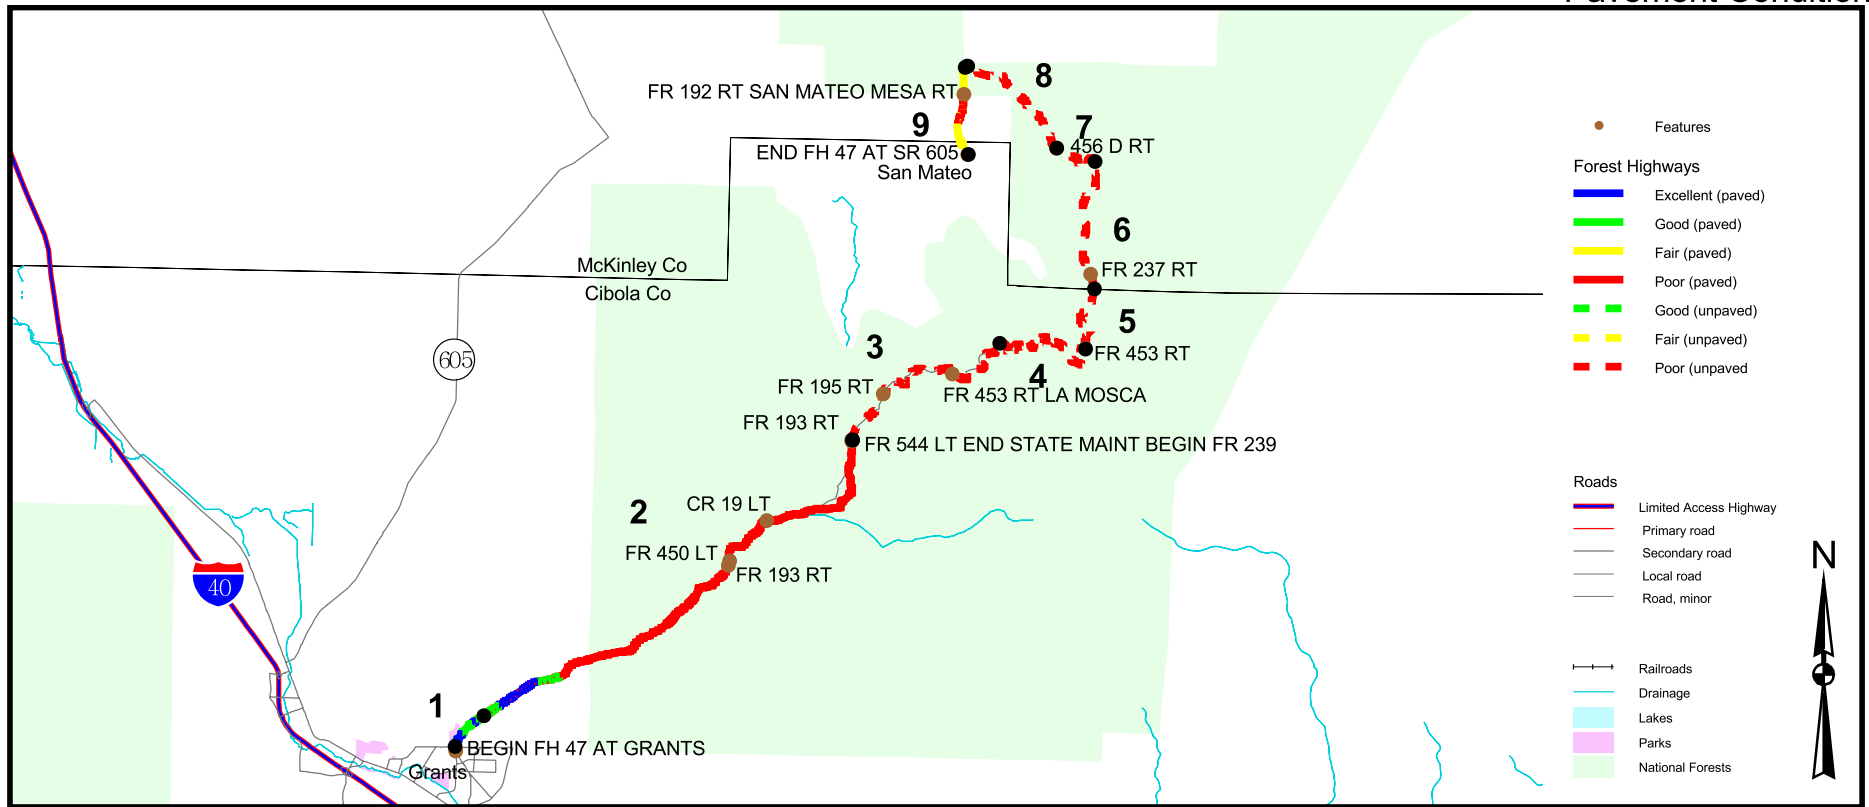 Pavement Condition
8
FR 192 RT SAN MATEO MESA RT
9
7
456 D RT
END FH 47 AT SR 605
San Mateo
6
McKinley Co
FR 237 RT
Cibola Co
5
3
605
FR 453 RT
4
FR 195 RT
FR 453 RT LA MOSCA
FR 193 RT
FR 544 LT END STATE MAINT BEGIN FR 239
2
CR 19 LT
FR 450 LT
FR 193 RT
40
1
BEGIN FH 47 AT GRANTS
Grants
Features
Forest Highways
Excellent (paved)
Good (paved)
Fair (paved)
Poor (paved)
Good (unpaved)
Fair (unpaved)
Poor (unpaved
Roads
Limited Access Highway
Primary road
Secondary road
Local road
Road, minor
N
Railroads
Drainage
Lakes
Parks
National Forests